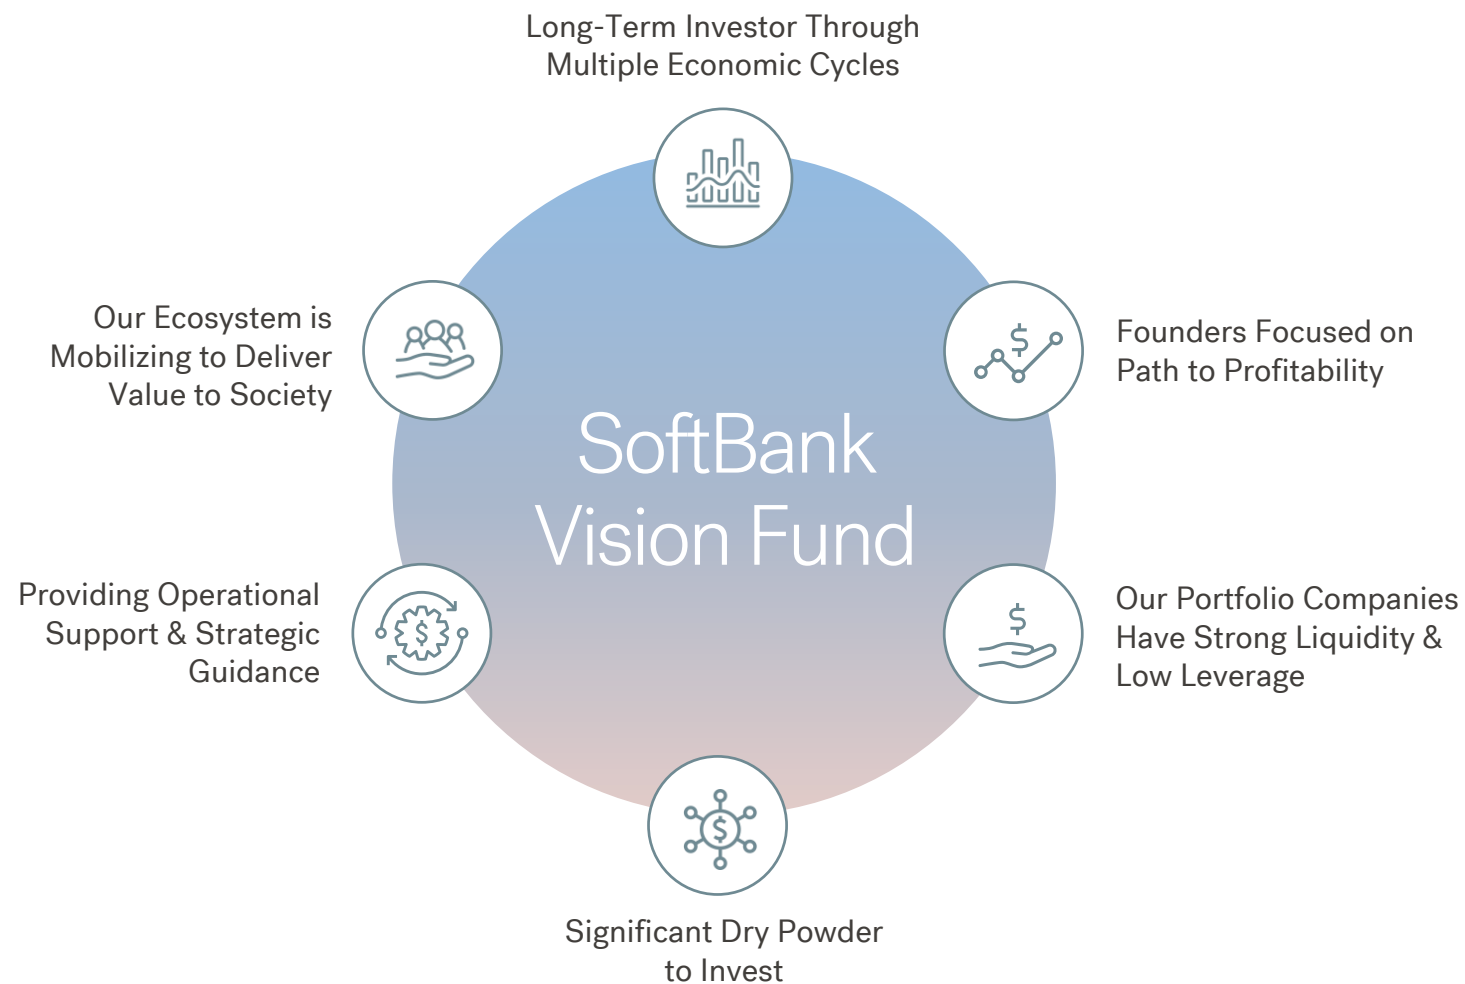 Long-Term Investor Through
Multiple Economic Cycles
Founders Focused on
Path to Profitability
Our Portfolio Companies
Have Strong Liquidity &
Low Leverage
Significant Dry Powder
to Invest
Providing Operational
Support & Strategic
Guidance
Our Ecosystem is
Mobilizing to Deliver
Value to Society
SoftBank
Vision Fund
$
$
$
$